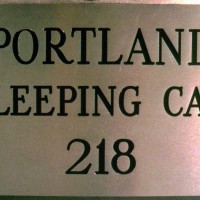 PORTLAND
LEEPING CA
218